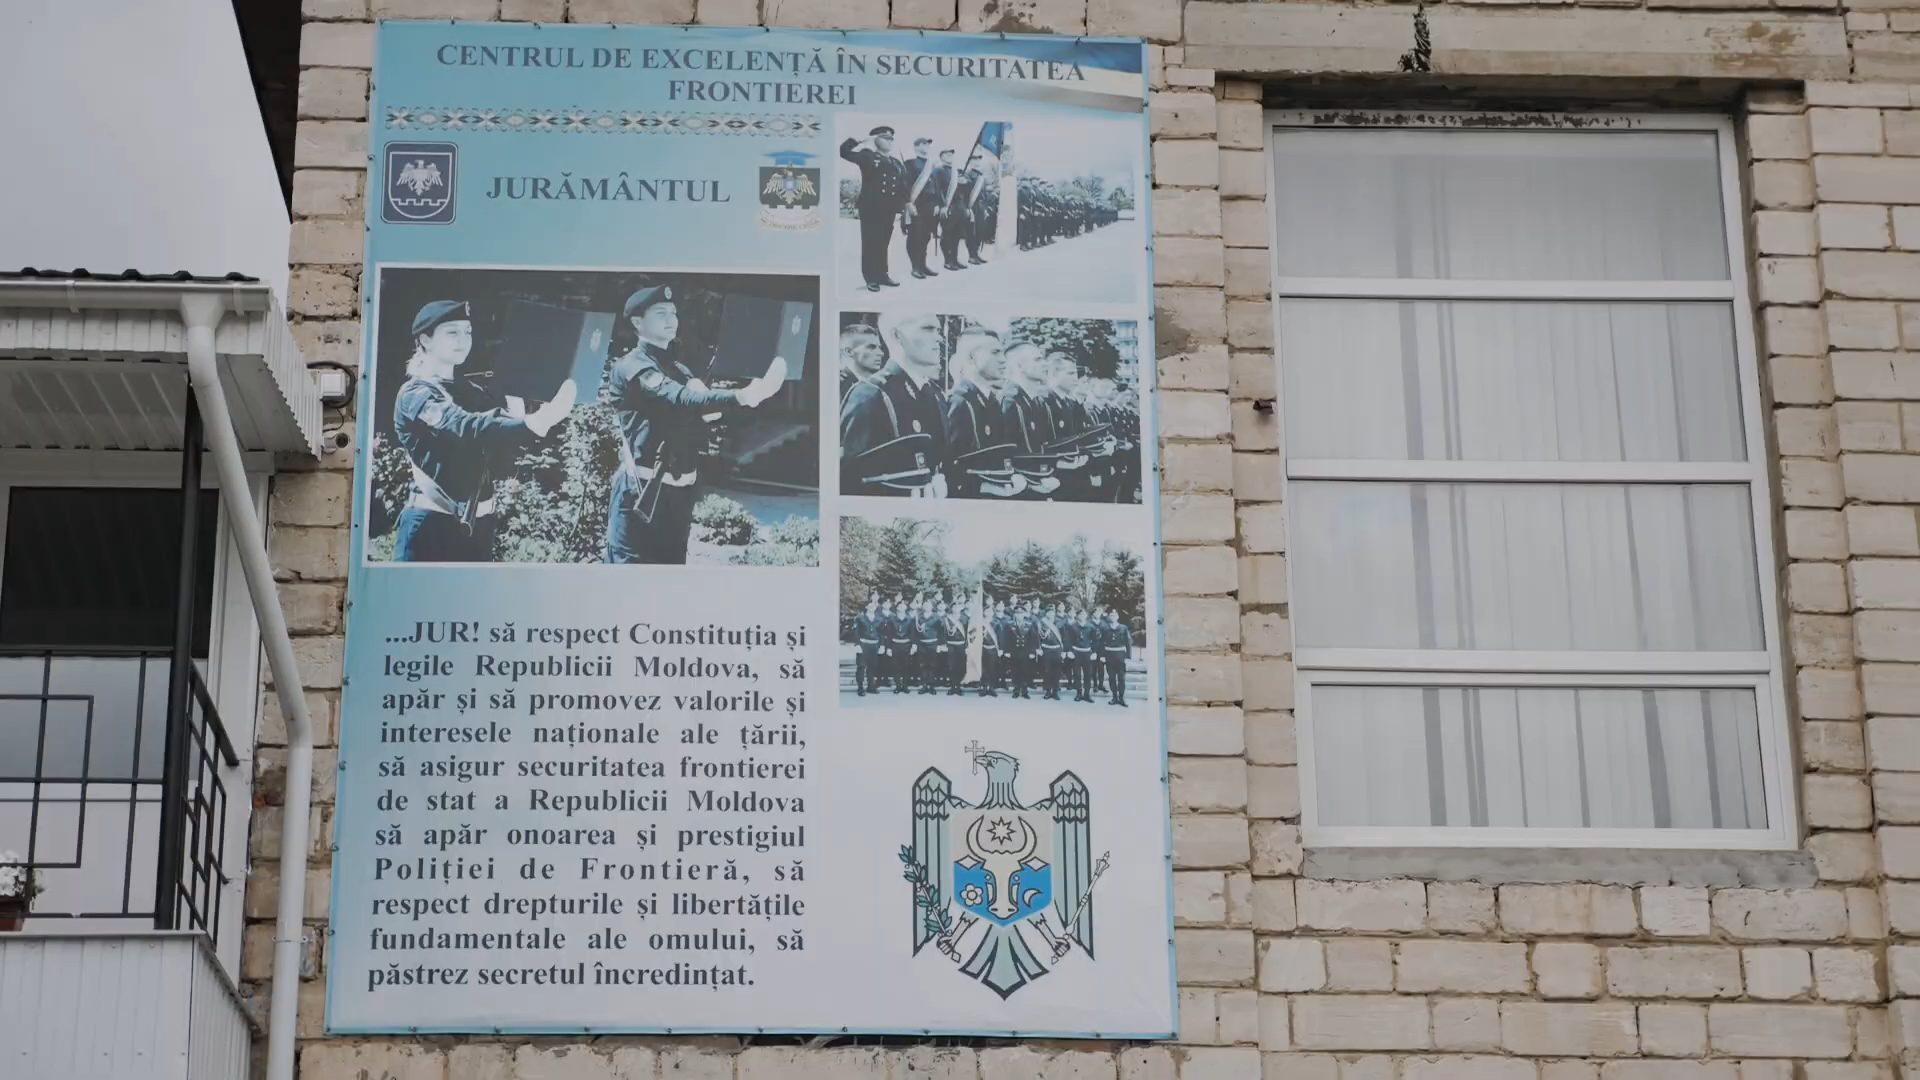 CENTRUL DE EXCELENȚĂ ÎN SECURITATEA
FRONTIEREI
JURĂMÂNTUL
...JUR! să respect Constituția și
legile Republicii Moldova, să
apăr și să promovez valorile și
interesele naționale ale țării,
să asigur securitatea frontierei
de stat a Republicii Moldova
să apăr onoarea și prestigiul
Poliției de Frontieră, să
respect drepturile și libertățile
fundamentale ale omului, să
păstrez secretul încredințat.